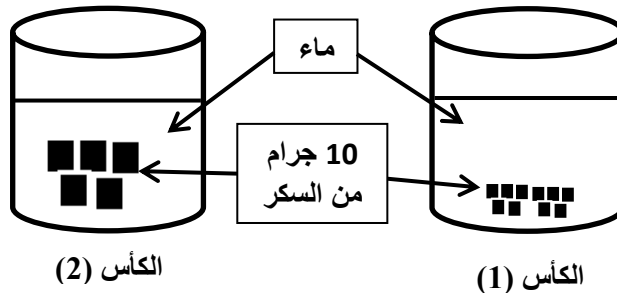 ماء
10 جرام
من السكر
الكأس (1)
الكأس (2)